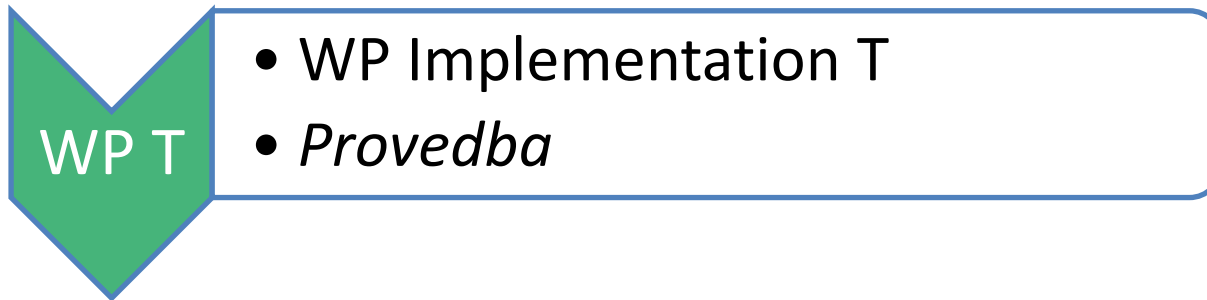 WP T
• WP Implementation T
• Provedba